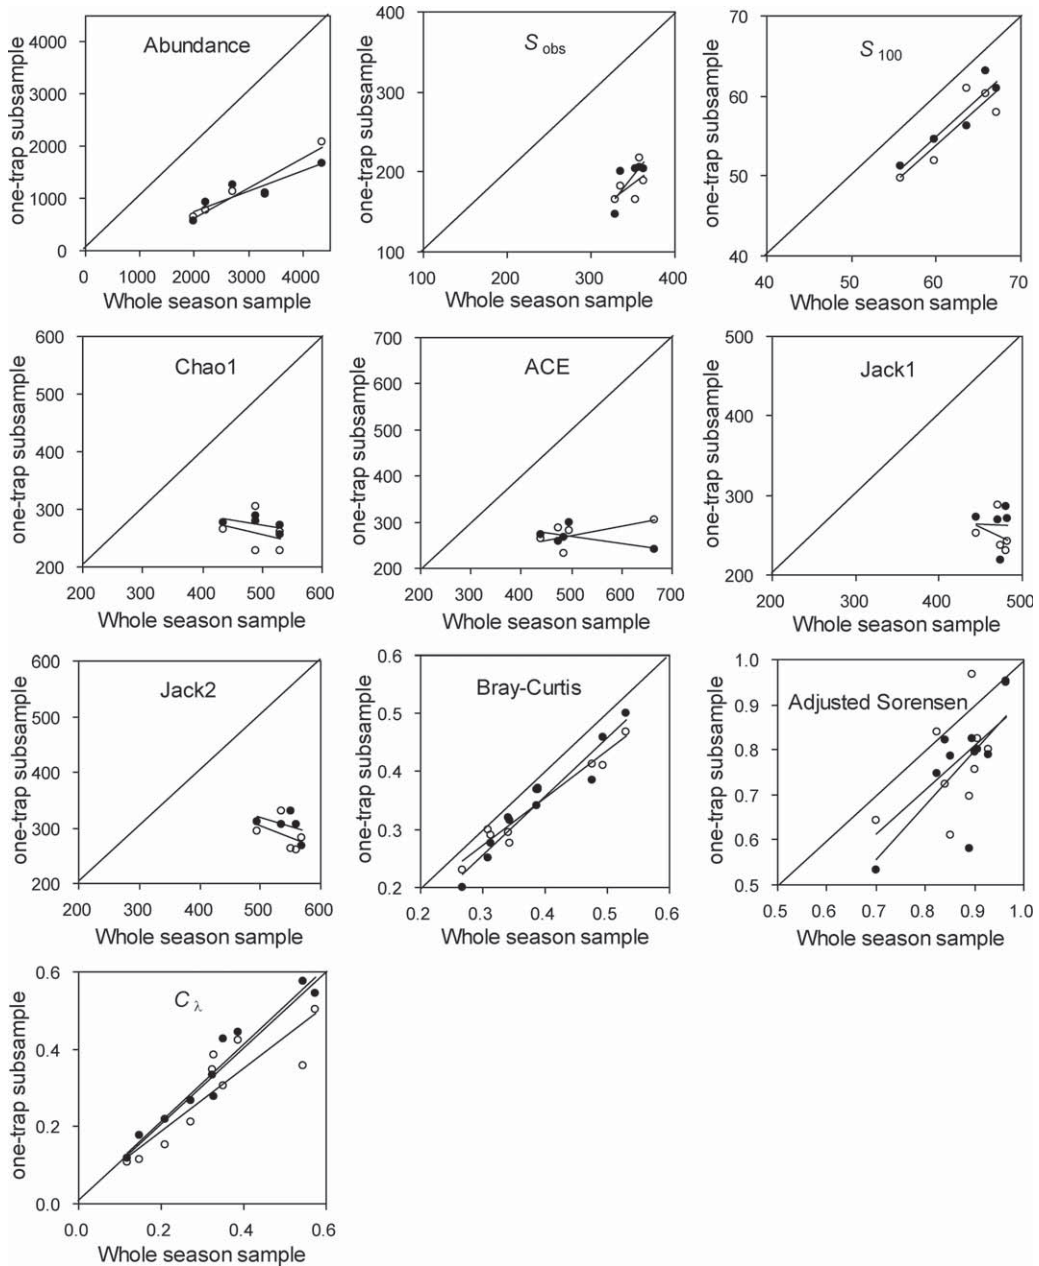 Abundance
one-trap subsample
4000
3000
2000
1000
0
0 1000 2000 3000 4000
Whole season sample
S obs
one-trap subsample
400
300
200
100
100 200 300 400
Whole season sample
S 100
one-trap subsample
70
60
50
40
40 50 60 70
Whole season sample
Chao1
one-trap subsample
600
500
400
300
200
200 300 400 500 600
Whole season sample
ACE
one-trap subsample
700
600
500
400
300
200
200 300 400 500 600 700
Whole season sample
Jack1
one-trap subsample
500
400
300
200
200 300 400 500
Whole season sample
Jack2
one-trap subsample
600
500
400
300
200
200 300 400 500 600
Whole season sample
Bray-Curtis
one-trap subsample
0.6
0.5
0.4
0.3
0.2
0.2 0.3 0.4 0.5 0.6
Whole season sample
Adjusted Sorensen
one-trap subsample
1.0
0.9
0.8
0.7
0.6
0.5
0.5 0.6 0.7 0.8 0.9 1.0
Whole season sample
C λ
one-trap subsample
0.6
0.4
0.2
0.0
0.0 0.2 0.4 0.6
Whole season sample